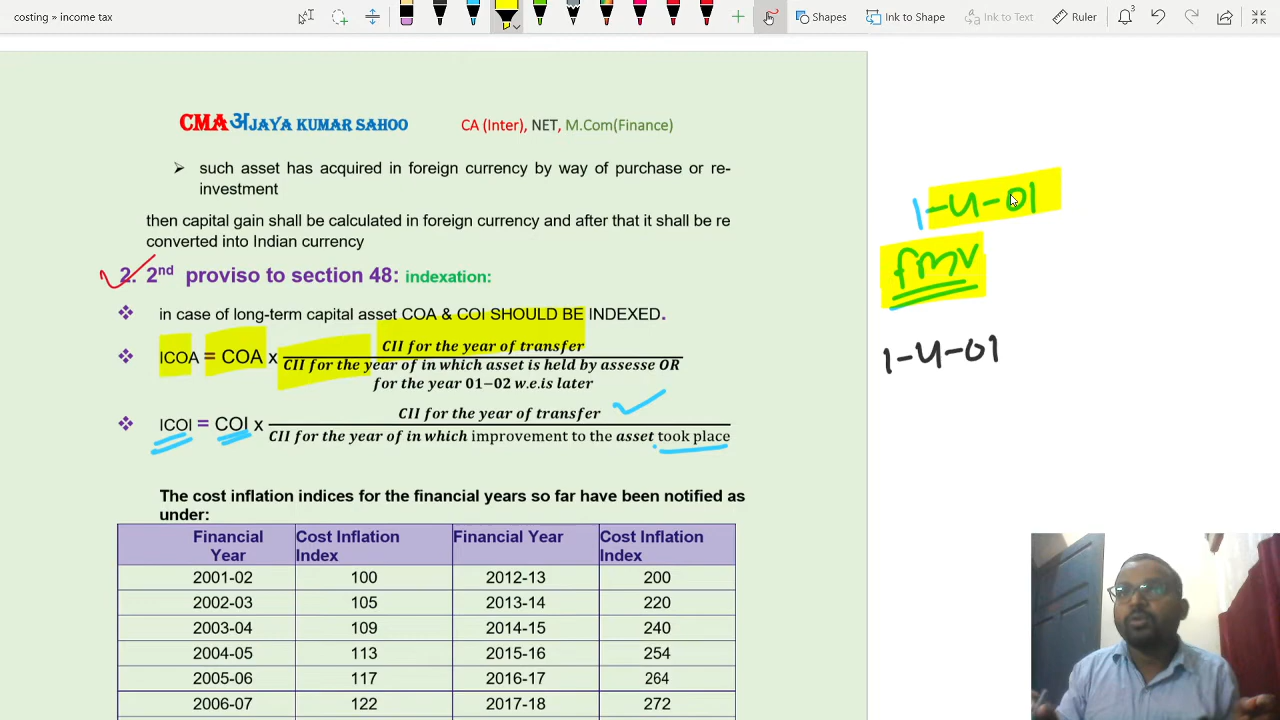 costing » income tax
Shapes
Ink to Shape
Ink to Text
Ruler
CMA अJAYA KUMAR SAHOO CA (Inter), NET, M.Com(Finance)
➢ such asset has acquired in foreign currency by way of purchase or re-
investment
then capital gain shall be calculated in foreign currency and after that it shall be re
converted into Indian currency
2. 2nd proviso to section 48: indexation:
❖ in case of long-term capital asset COA & COI SHOULD BE INDEXED.
❖ ICOA = COA x CII for the year of transfer
CII for the year of in which asset is held by assesse OR
for the year 01−02 w.e.is later
❖ ICOI = COI x CII for the year of transfer
CII for the year of in which improvement to the asset took place
The cost inflation indices for the financial years so far have been notified as
under:
Financial Year Cost Inflation Index Financial Year Cost Inflation Index
2001-02 100 2012-13 200
2002-03 105 2013-14 220
2003-04 109 2014-15 240
2004-05 113 2015-16 254
2005-06 117 2016-17 264
2006-07 122 2017-18 272
1-4-01
fmv
1-4-01